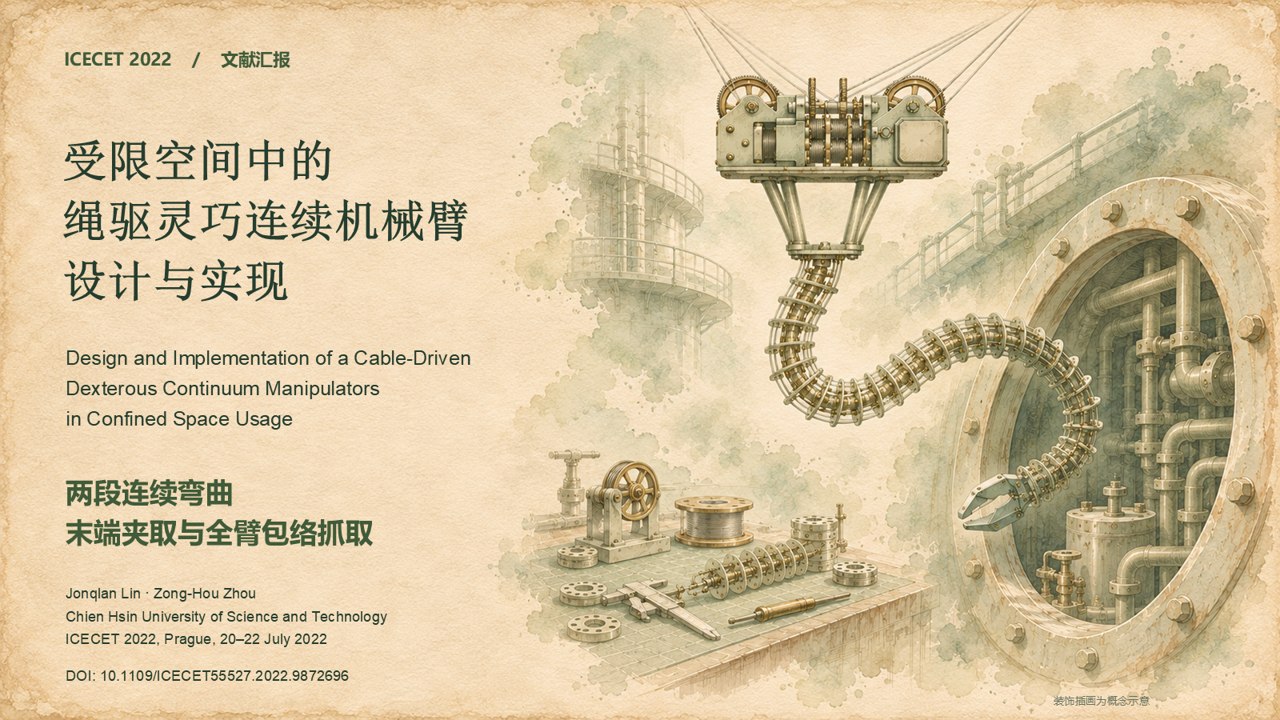 ICECET 2022 / 文献汇报
受限空间中的
绳驱灵巧连续机械臂
设计与实现
Design and Implementation of a Cable-Driven
Dexterous Continuum Manipulators
in Confined Space Usage
两段连续弯曲
末端夹取与全臂包络抓取
Jonqlan Lin · Zong-Hou Zhou
Chien Hsin University of Science and Technology
ICECET 2022, Prague, 20–22 July 2022
DOI: 10.1109/ICECET55527.2022.9872696
装饰插画为概念示意